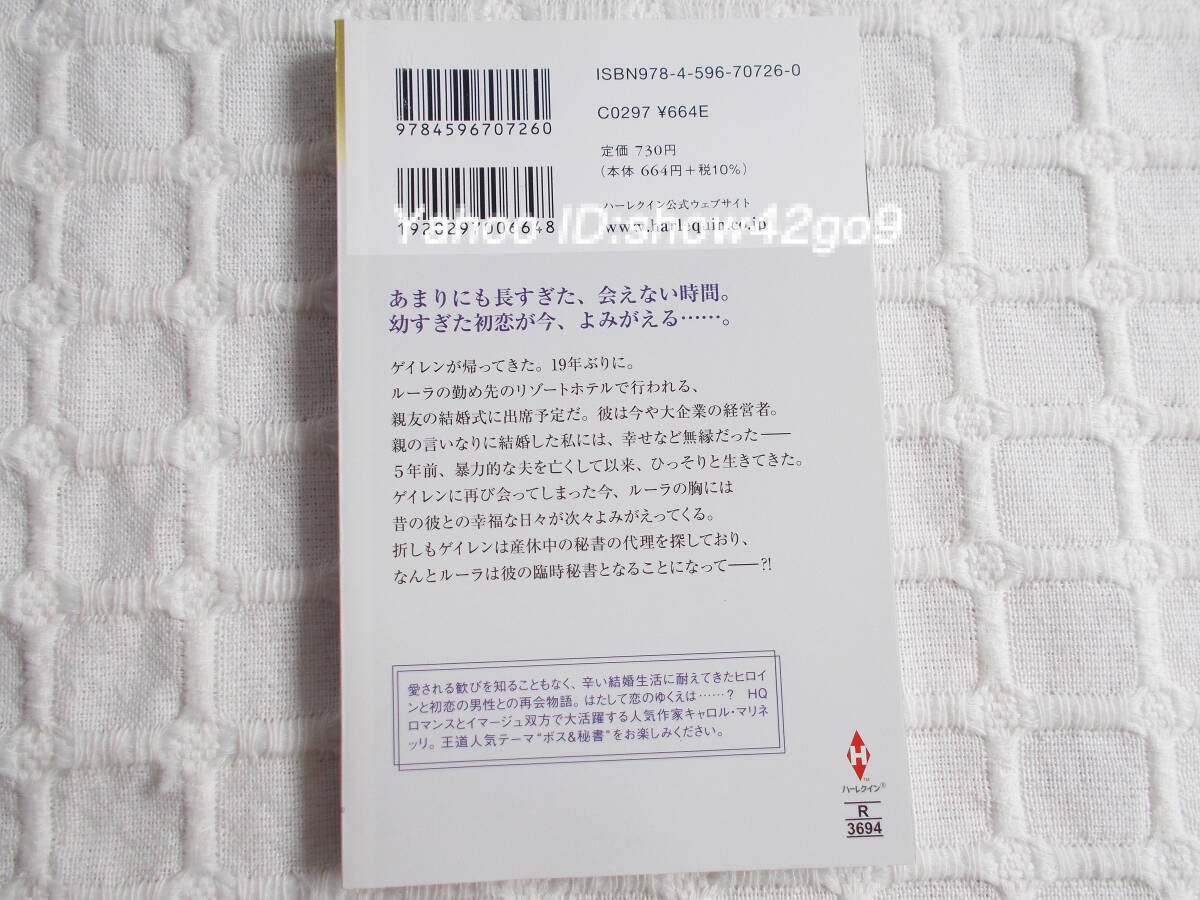 ISBN978-4-596-70726-0
C0297 ¥664E
9784596707260
定価 730円
(本体 664円+税10%)
ハーレクイン公式ウェブサイト
www.harlequin.co.jp
1920297006648
Yahoo ID:show42go9
あまりにも長すぎた、会えない時間。
幼すぎた初恋が今、よみがえる……。
ゲイレンが帰ってきた。19年ぶりに。
ルーラの勤め先のリゾートホテルで行われる、
親友の結婚式に出席予定だ。彼は今や大企業の経営者。
親の言いなりに結婚した私には、幸せなど無縁だった――
5年前、暴力的な夫を亡くして以来、ひっそりと生きてきた。
ゲイレンに再び会ってしまった今、ルーラの胸には
昔の彼との幸福な日々が次々よみがえってくる。
折しもゲイレンは産休中の秘書の代理を探しており、
なんとルーラは彼の臨時秘書となることになって――?!
愛される歓びを知ることもなく、辛い結婚生活に耐えてきたヒロイ
ンと初恋の男性との再会物語。はたして恋のゆくえは……? HQ
ロマンスとイマージュ双方で大活躍する人気作家キャロル・マリネ
ッリ。王道人気テーマ“ボス&秘書”をお楽しみください。
H
TM
ハーレクイン®
R
3694